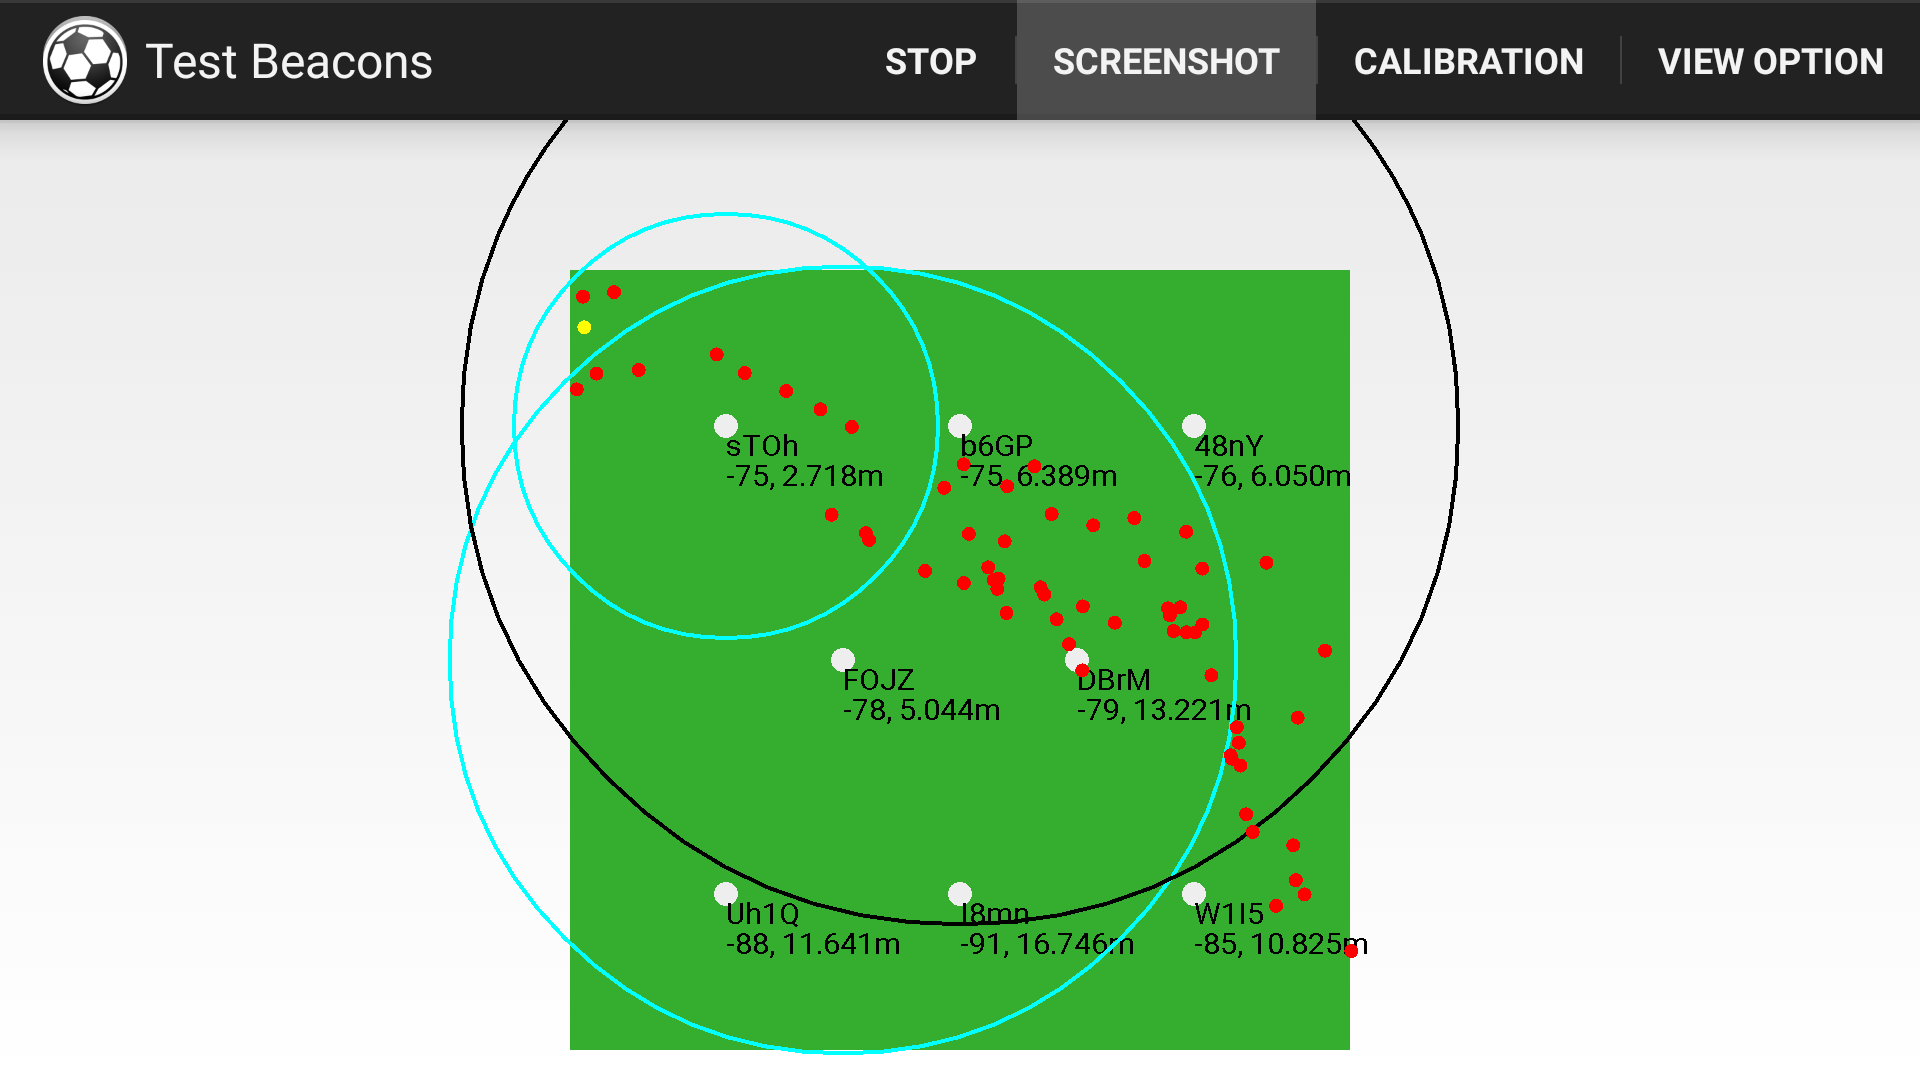 Test Beacons
STOP
SCREENSHOT
CALIBRATION
VIEW OPTION
sTOh
-75, 2.718m
b6GP
-75, 6.389m
48nY
-76, 6.050m
FOJZ
-78, 5.044m
DBrM
-79, 13.221m
Uh1Q
-88, 11.641m
I8mn
-91, 16.746m
W1I5
-85, 10.825m